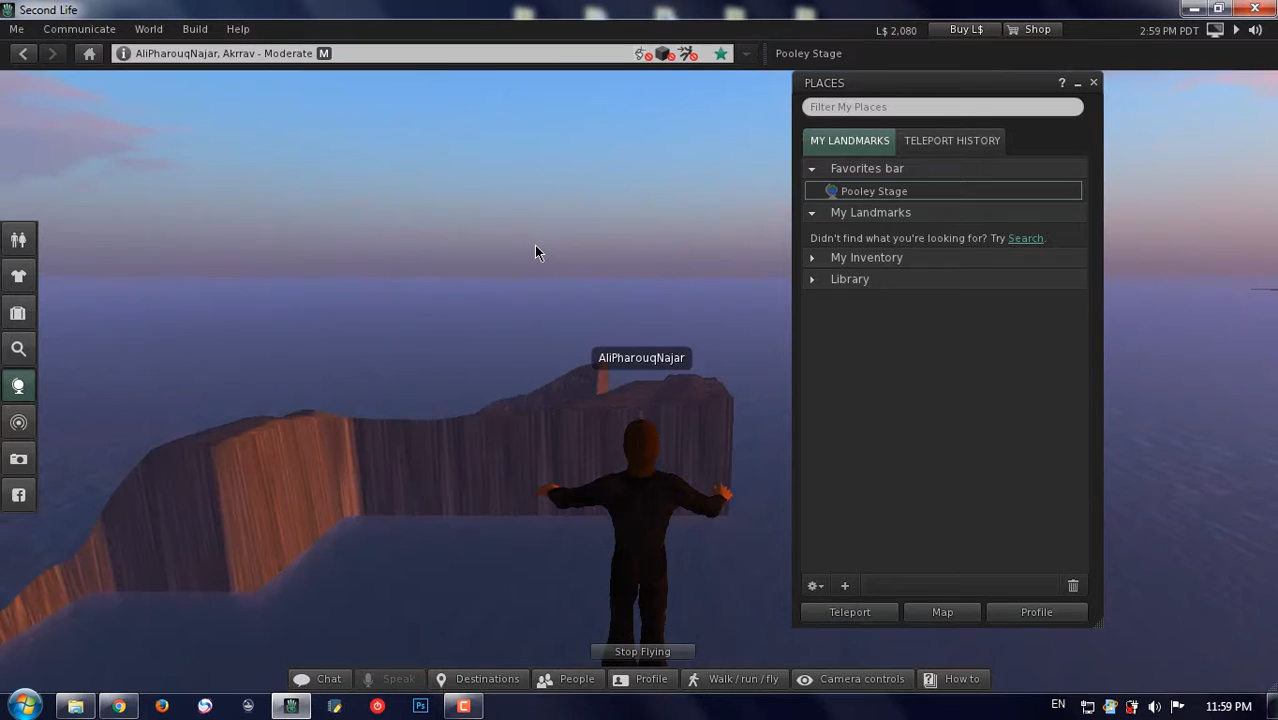 Second Life
Me Communicate World Build Help
L$ 2,080 Buy L$ Shop 2:59 PM PDT
AliPharouqNajar, Akrrav - Moderate M
Pooley Stage
PLACES ?
Filter My Places
MY LANDMARKS TELEPORT HISTORY
Favorites bar
Pooley Stage
My Landmarks
Didn't find what you're looking for? Try Search.
My Inventory
Library
AliPharouqNajar
Teleport Map Profile
Stop Flying
Chat Speak Destinations People Profile Walk / run / fly Camera controls How to
Ps EN 11:59 PM